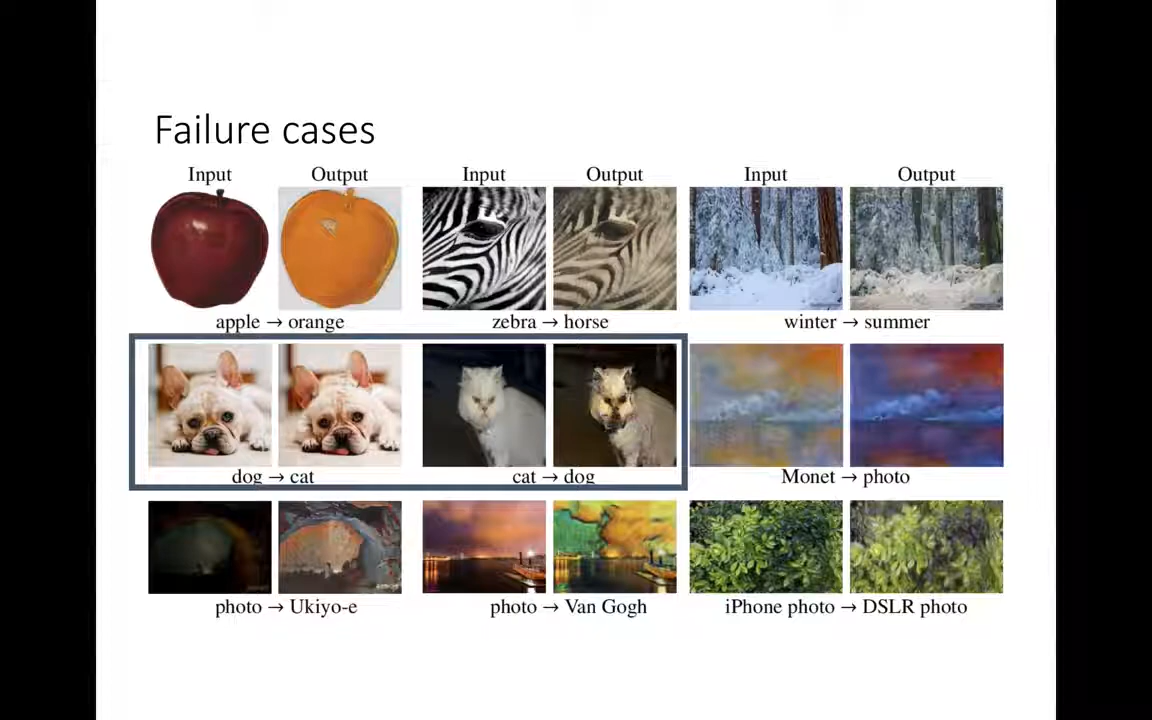 Failure cases
Input Output Input Output Input Output
apple → orange zebra → horse winter → summer
dog → cat cat → dog Monet → photo
photo → Ukiyo-e photo → Van Gogh iPhone photo → DSLR photo